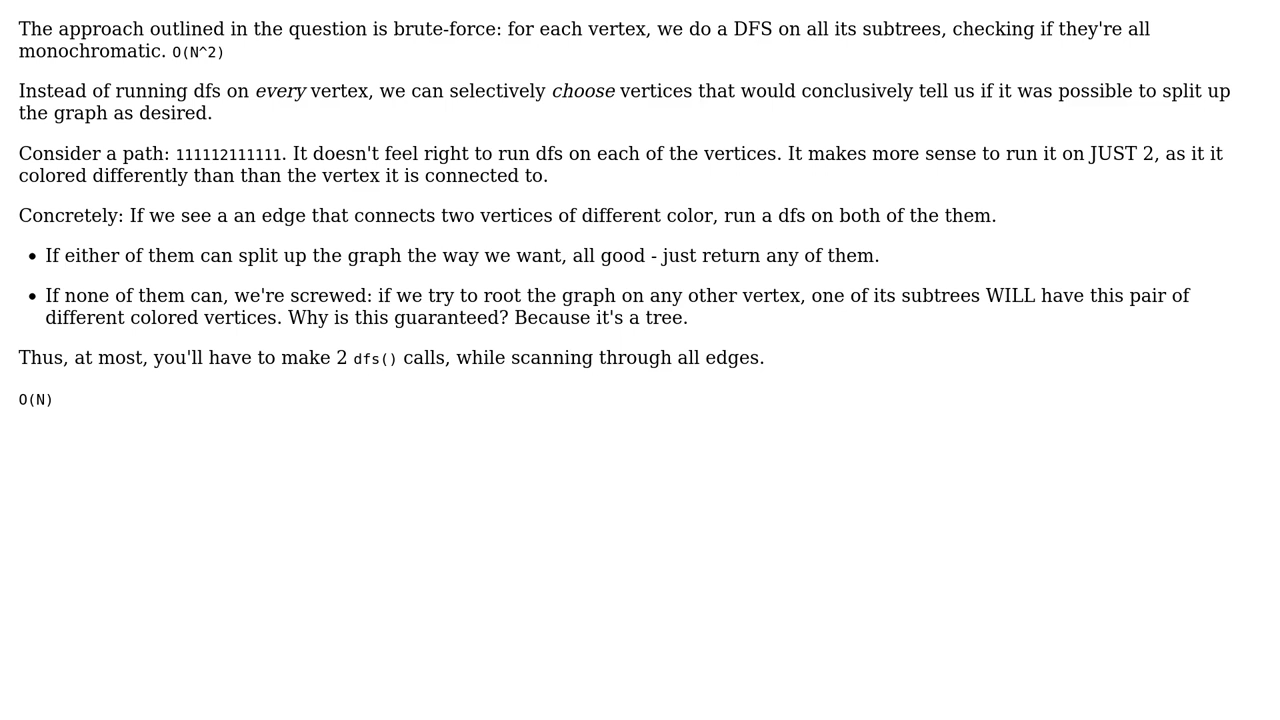 The approach outlined in the question is brute-force: for each vertex, we do a DFS on all its subtrees, checking if they're all
monochromatic. O(N^2)
Instead of running dfs on every vertex, we can selectively choose vertices that would conclusively tell us if it was possible to split up
the graph as desired.
Consider a path: 111112111111. It doesn't feel right to run dfs on each of the vertices. It makes more sense to run it on JUST 2, as it it
colored differently than than the vertex it is connected to.
Concretely: If we see a an edge that connects two vertices of different color, run a dfs on both of the them.
• If either of them can split up the graph the way we want, all good - just return any of them.
• If none of them can, we're screwed: if we try to root the graph on any other vertex, one of its subtrees WILL have this pair of
different colored vertices. Why is this guaranteed? Because it's a tree.
Thus, at most, you'll have to make 2 dfs() calls, while scanning through all edges.
O(N)